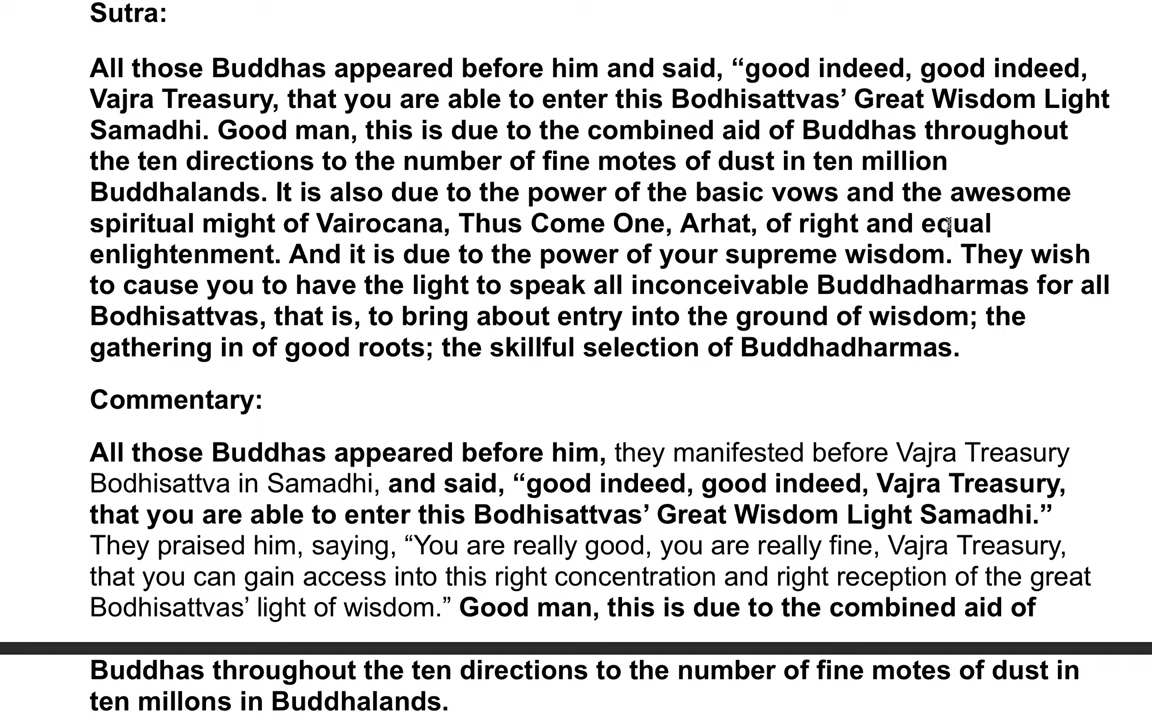 Sutra:
All those Buddhas appeared before him and said, “good indeed, good indeed,
Vajra Treasury, that you are able to enter this Bodhisattvas’ Great Wisdom Light
Samadhi. Good man, this is due to the combined aid of Buddhas throughout
the ten directions to the number of fine motes of dust in ten million
Buddhalands. It is also due to the power of the basic vows and the awesome
spiritual might of Vairocana, Thus Come One, Arhat, of right and equal
enlightenment. And it is due to the power of your supreme wisdom. They wish
to cause you to have the light to speak all inconceivable Buddhadharmas for all
Bodhisattvas, that is, to bring about entry into the ground of wisdom; the
gathering in of good roots; the skillful selection of Buddhadharmas.
Commentary:
All those Buddhas appeared before him, they manifested before Vajra Treasury
Bodhisattva in Samadhi, and said, “good indeed, good indeed, Vajra Treasury,
that you are able to enter this Bodhisattvas’ Great Wisdom Light Samadhi.”
They praised him, saying, “You are really good, you are really fine, Vajra Treasury,
that you can gain access into this right concentration and right reception of the great
Bodhisattvas’ light of wisdom.” Good man, this is due to the combined aid of
Buddhas throughout the ten directions to the number of fine motes of dust in
ten millons in Buddhalands.